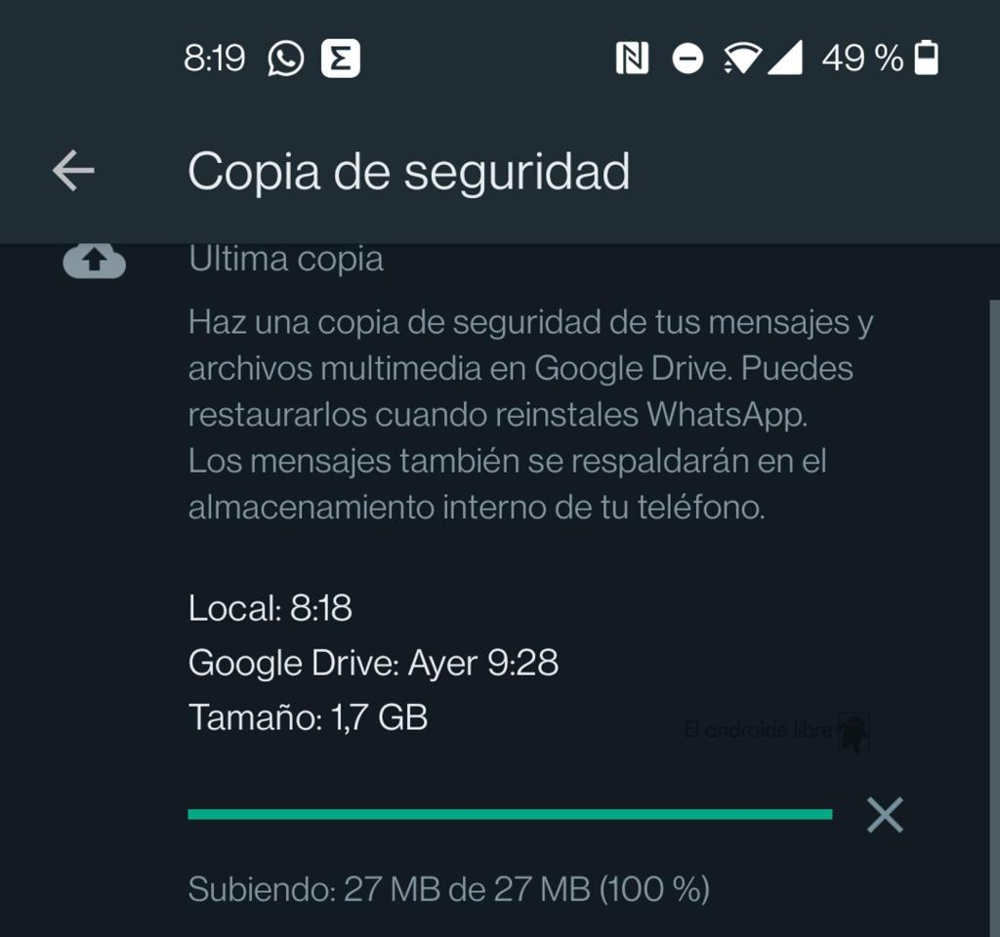 8:19 Σ 49 %
Copia de seguridad
Última copia
Haz una copia de seguridad de tus mensajes y
archivos multimedia en Google Drive. Puedes
restaurarlos cuando reinstales WhatsApp.
Los mensajes también se respaldarán en el
almacenamiento interno de tu teléfono.
Local: 8:18
Google Drive: Ayer 9:28
Tamaño: 1,7 GB
El androide libre
Subiendo: 27 MB de 27 MB (100 %)